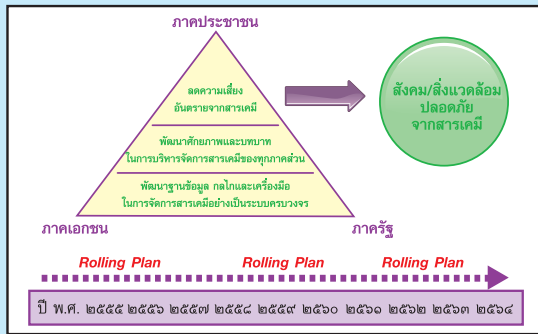 ภาคประชาชน
ลดความเสี่ยง
อันตรายจากสารเคมี
สังคม/สิ่งแวดล้อม
ปลอดภัย
จากสารเคมี
พัฒนาศักยภาพและบทบาท
ในการบริหารจัดการสารเคมีของทุกภาคส่วน
พัฒนาฐานข้อมูล กลไกและเครื่องมือ
ในการจัดการสารเคมีอย่างเป็นระบบครบวงจร
ภาคเอกชน ภาครัฐ
Rolling Plan Rolling Plan Rolling Plan
ปี พ.ศ. ๒๕๕๕ ๒๕๕๖ ๒๕๕๗ ๒๕๕๘ ๒๕๕๙ ๒๕๖๐ ๒๕๖๑ ๒๕๖๒ ๒๕๖๓ ๒๕๖๔